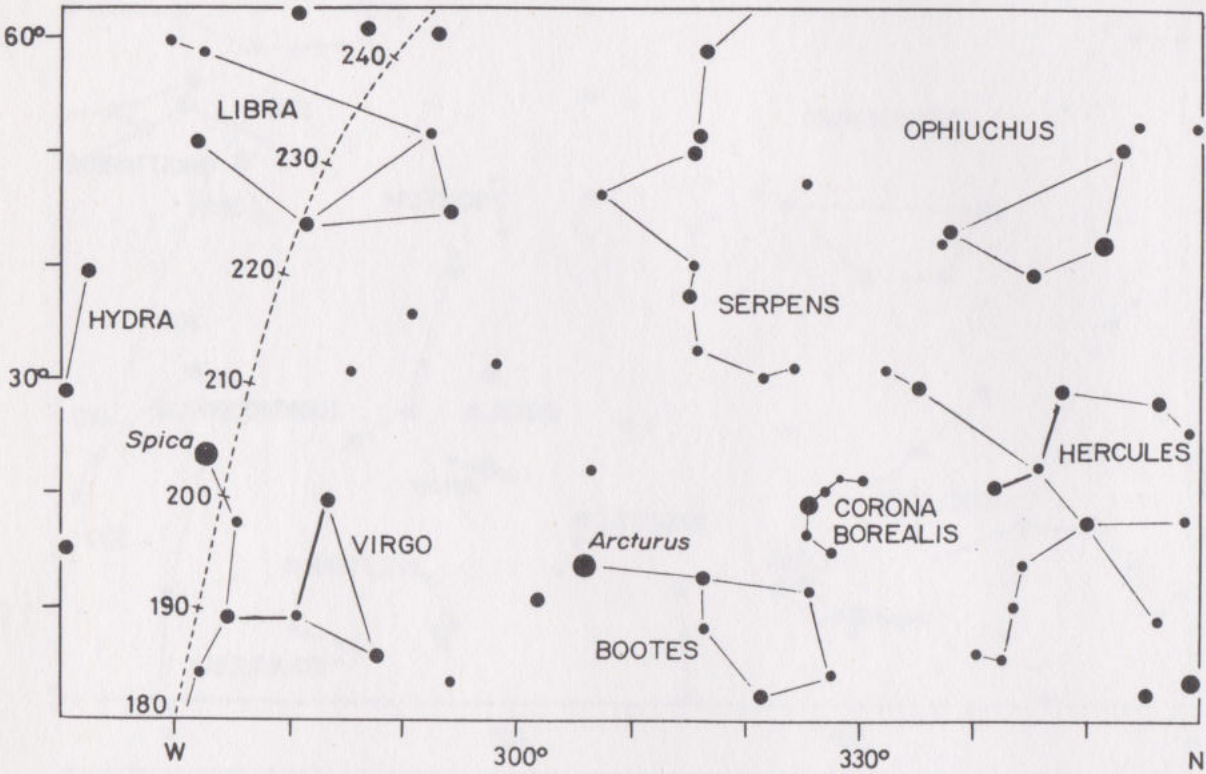 60°
240
LIBRA
OPHIUCHUS
230
220
SERPENS
HYDRA
30°
210
Spica
HERCULES
200
CORONA
BOREALIS
VIRGO
Arcturus
190
BOOTES
180
W
300°
330°
N